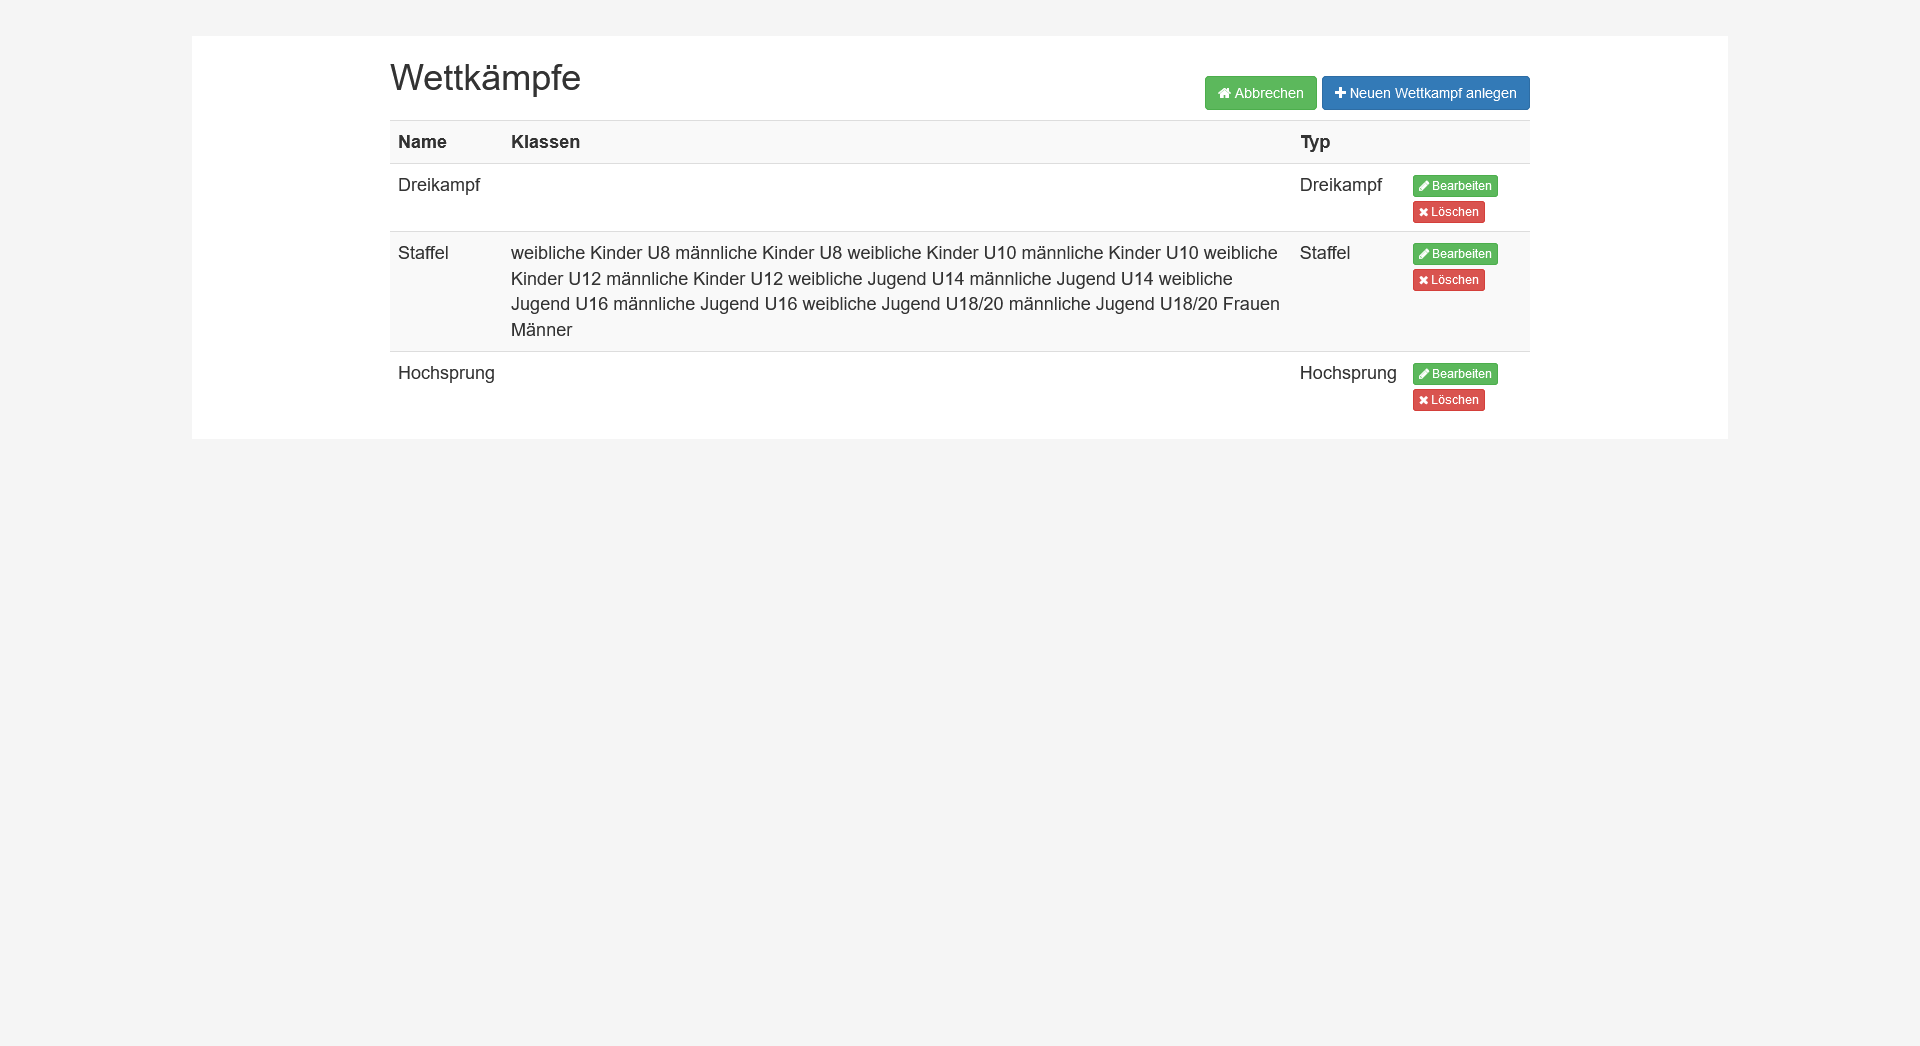 Wettkämpfe
Abbrechen Neuen Wettkampf anlegen
Name Klassen Typ
Dreikampf Dreikampf Bearbeiten
Löschen
Staffel weibliche Kinder U8 männliche Kinder U8 weibliche Kinder U10 männliche Kinder U10 weibliche Staffel Bearbeiten
Kinder U12 männliche Kinder U12 weibliche Jugend U14 männliche Jugend U14 weibliche Löschen
Jugend U16 männliche Jugend U16 weibliche Jugend U18/20 männliche Jugend U18/20 Frauen
Männer
Hochsprung Hochsprung Bearbeiten
Löschen